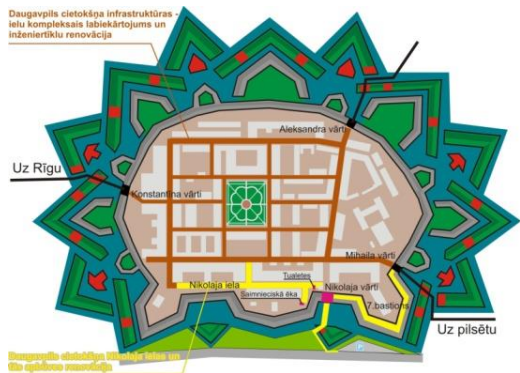 Daugavpils cietokšņa infrastruktūras -
ielu kompleksais labiekārtojums un
inženiertīklu renovācija
Aleksandra vārti
Uz Rīgu
Konstantīna vārti
Mihaila vārti
Tualetes
Nikolaja iela
Saimnieciskā ēka
Nikolaja vārti
7.bastions
Uz pilsētu
Daugavpils cietokšņa Nikolaja ielas un
tās apbūves renovācija
P